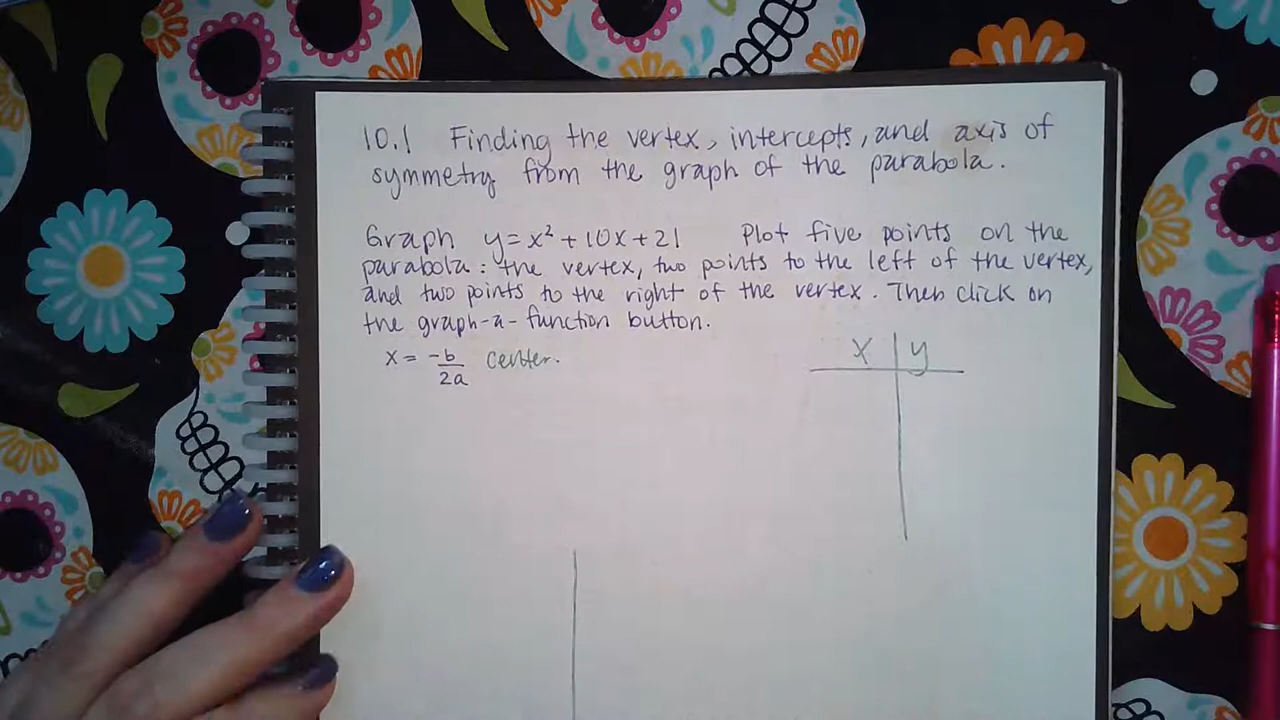 10.1 Finding the vertex, intercepts, and axis of
symmetry from the graph of the parabola.
Graph y=x²+10x+21 Plot five points on the
parabola: the vertex, two points to the left of the vertex,
and two points to the right of the vertex. Then click on
the graph-a-function button.
x = -b/2a center.
x | y